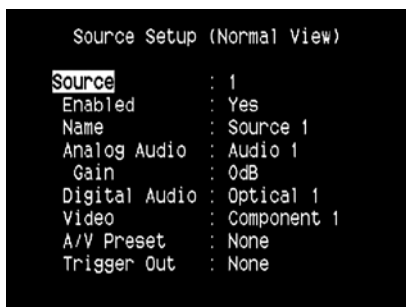 Source Setup (Normal View)
Source : 1
Enabled : Yes
Name : Source 1
Analog Audio : Audio 1
Gain : 0dB
Digital Audio : Optical 1
Video : Component 1
A/V Preset : None
Trigger Out : None